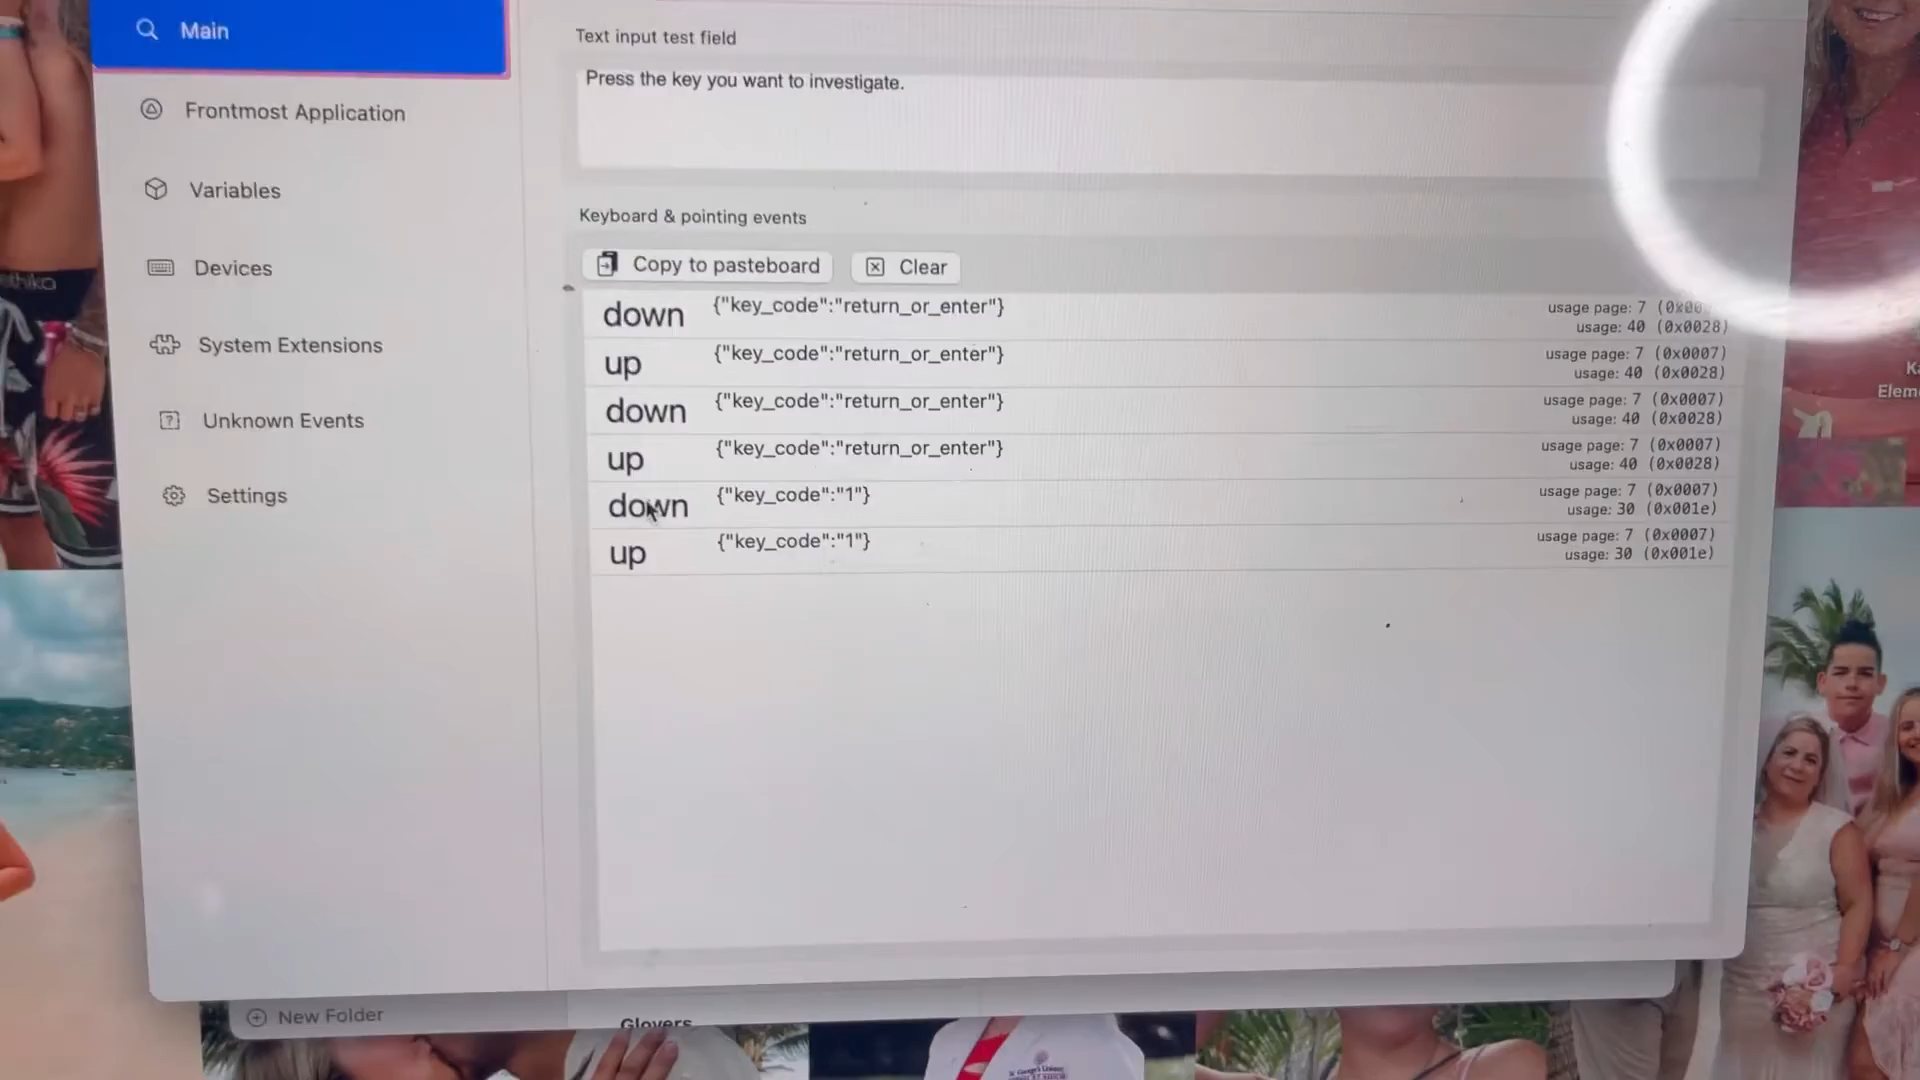 Main
Frontmost Application
Variables
Devices
System Extensions
Unknown Events
Settings
Text input test field
Press the key you want to investigate.
Keyboard & pointing events
Copy to pasteboard
Clear
down {"key_code":"return_or_enter"} usage page: 7
usage: 40 (0x0028)
up {"key_code":"return_or_enter"} usage page: 7 (0x0007)
usage: 40 (0x0028)
down {"key_code":"return_or_enter"} usage page: 7 (0x0007)
usage: 40 (0x0028)
up {"key_code":"return_or_enter"} usage page: 7 (0x0007)
usage: 40 (0x0028)
down {"key_code":"1"} usage page: 7 (0x0007)
usage: 30 (0x001e)
up {"key_code":"1"} usage page: 7 (0x0007)
usage: 30 (0x001e)
New Folder
Glovers